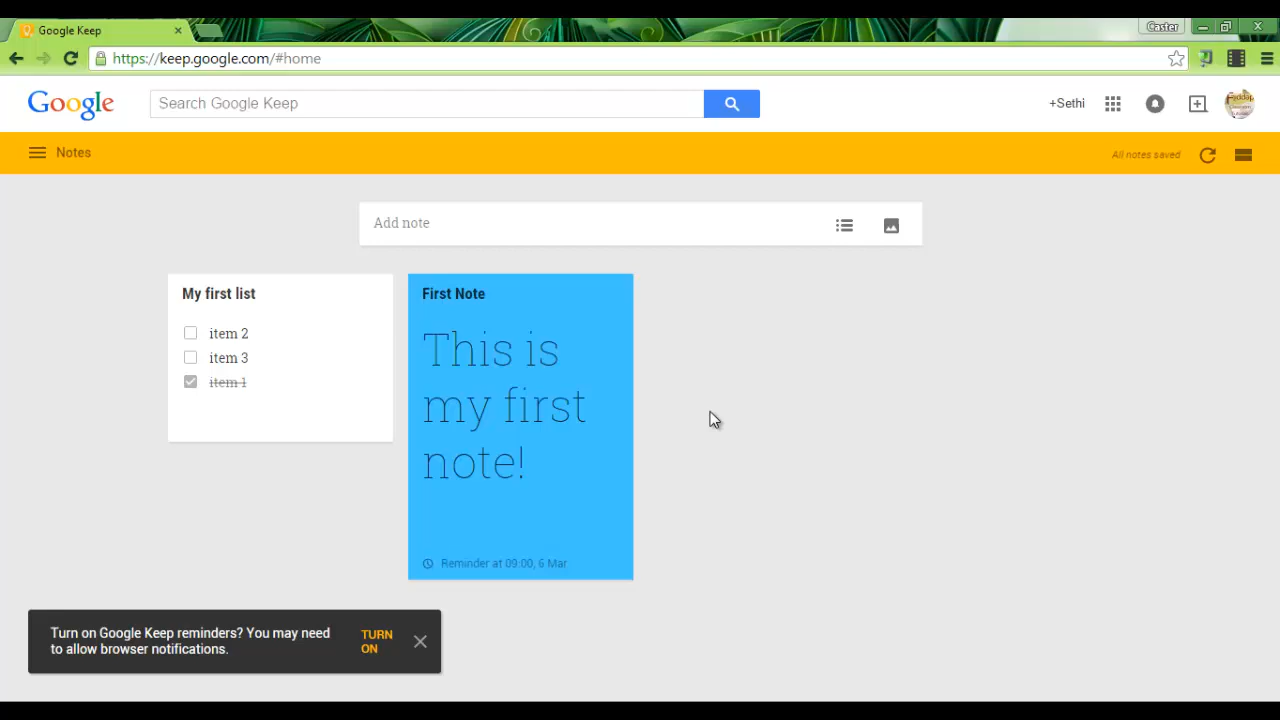 Google Keep
Caster
https://keep.google.com/#home
Google
Search Google Keep
+Sethi
Notes
All notes saved
Add note
My first list
item 2
item 3
item 1
First Note
This is
my first
note!
Reminder at 09:00, 6 Mar
Turn on Google Keep reminders? You may need
to allow browser notifications.
TURN
ON